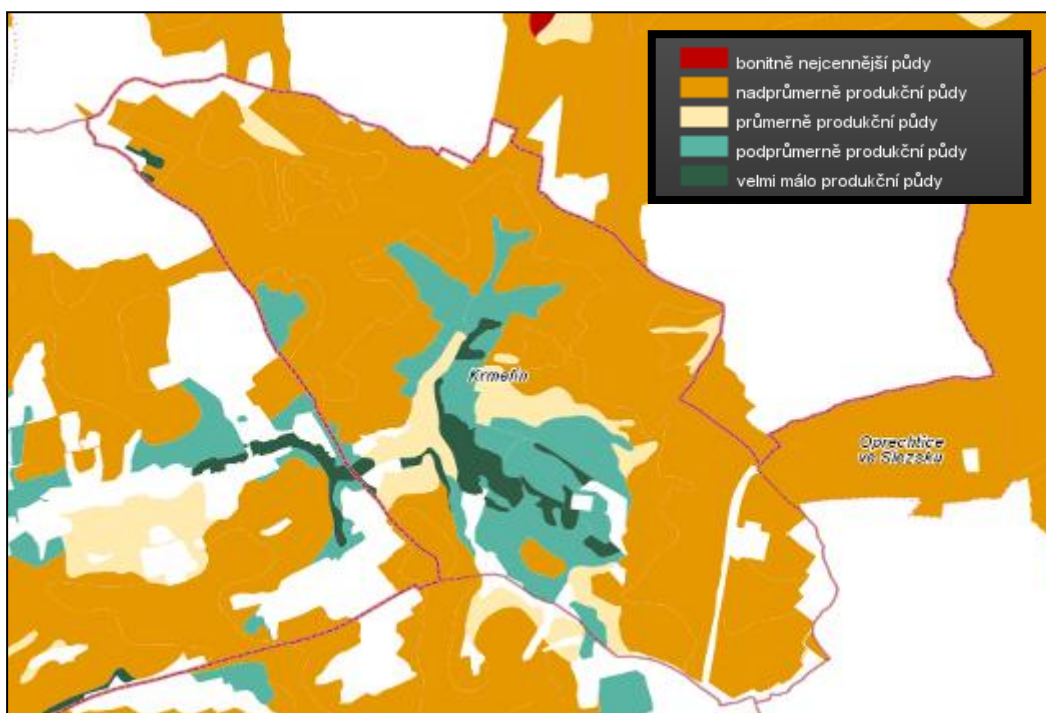 bonitně nejcennější půdy
nadprůmerně produkční půdy
průmerně produkční půdy
podprůmerně produkční půdy
velmi málo produkční půdy
Krmelín
Oprechtice
ve Slezsku